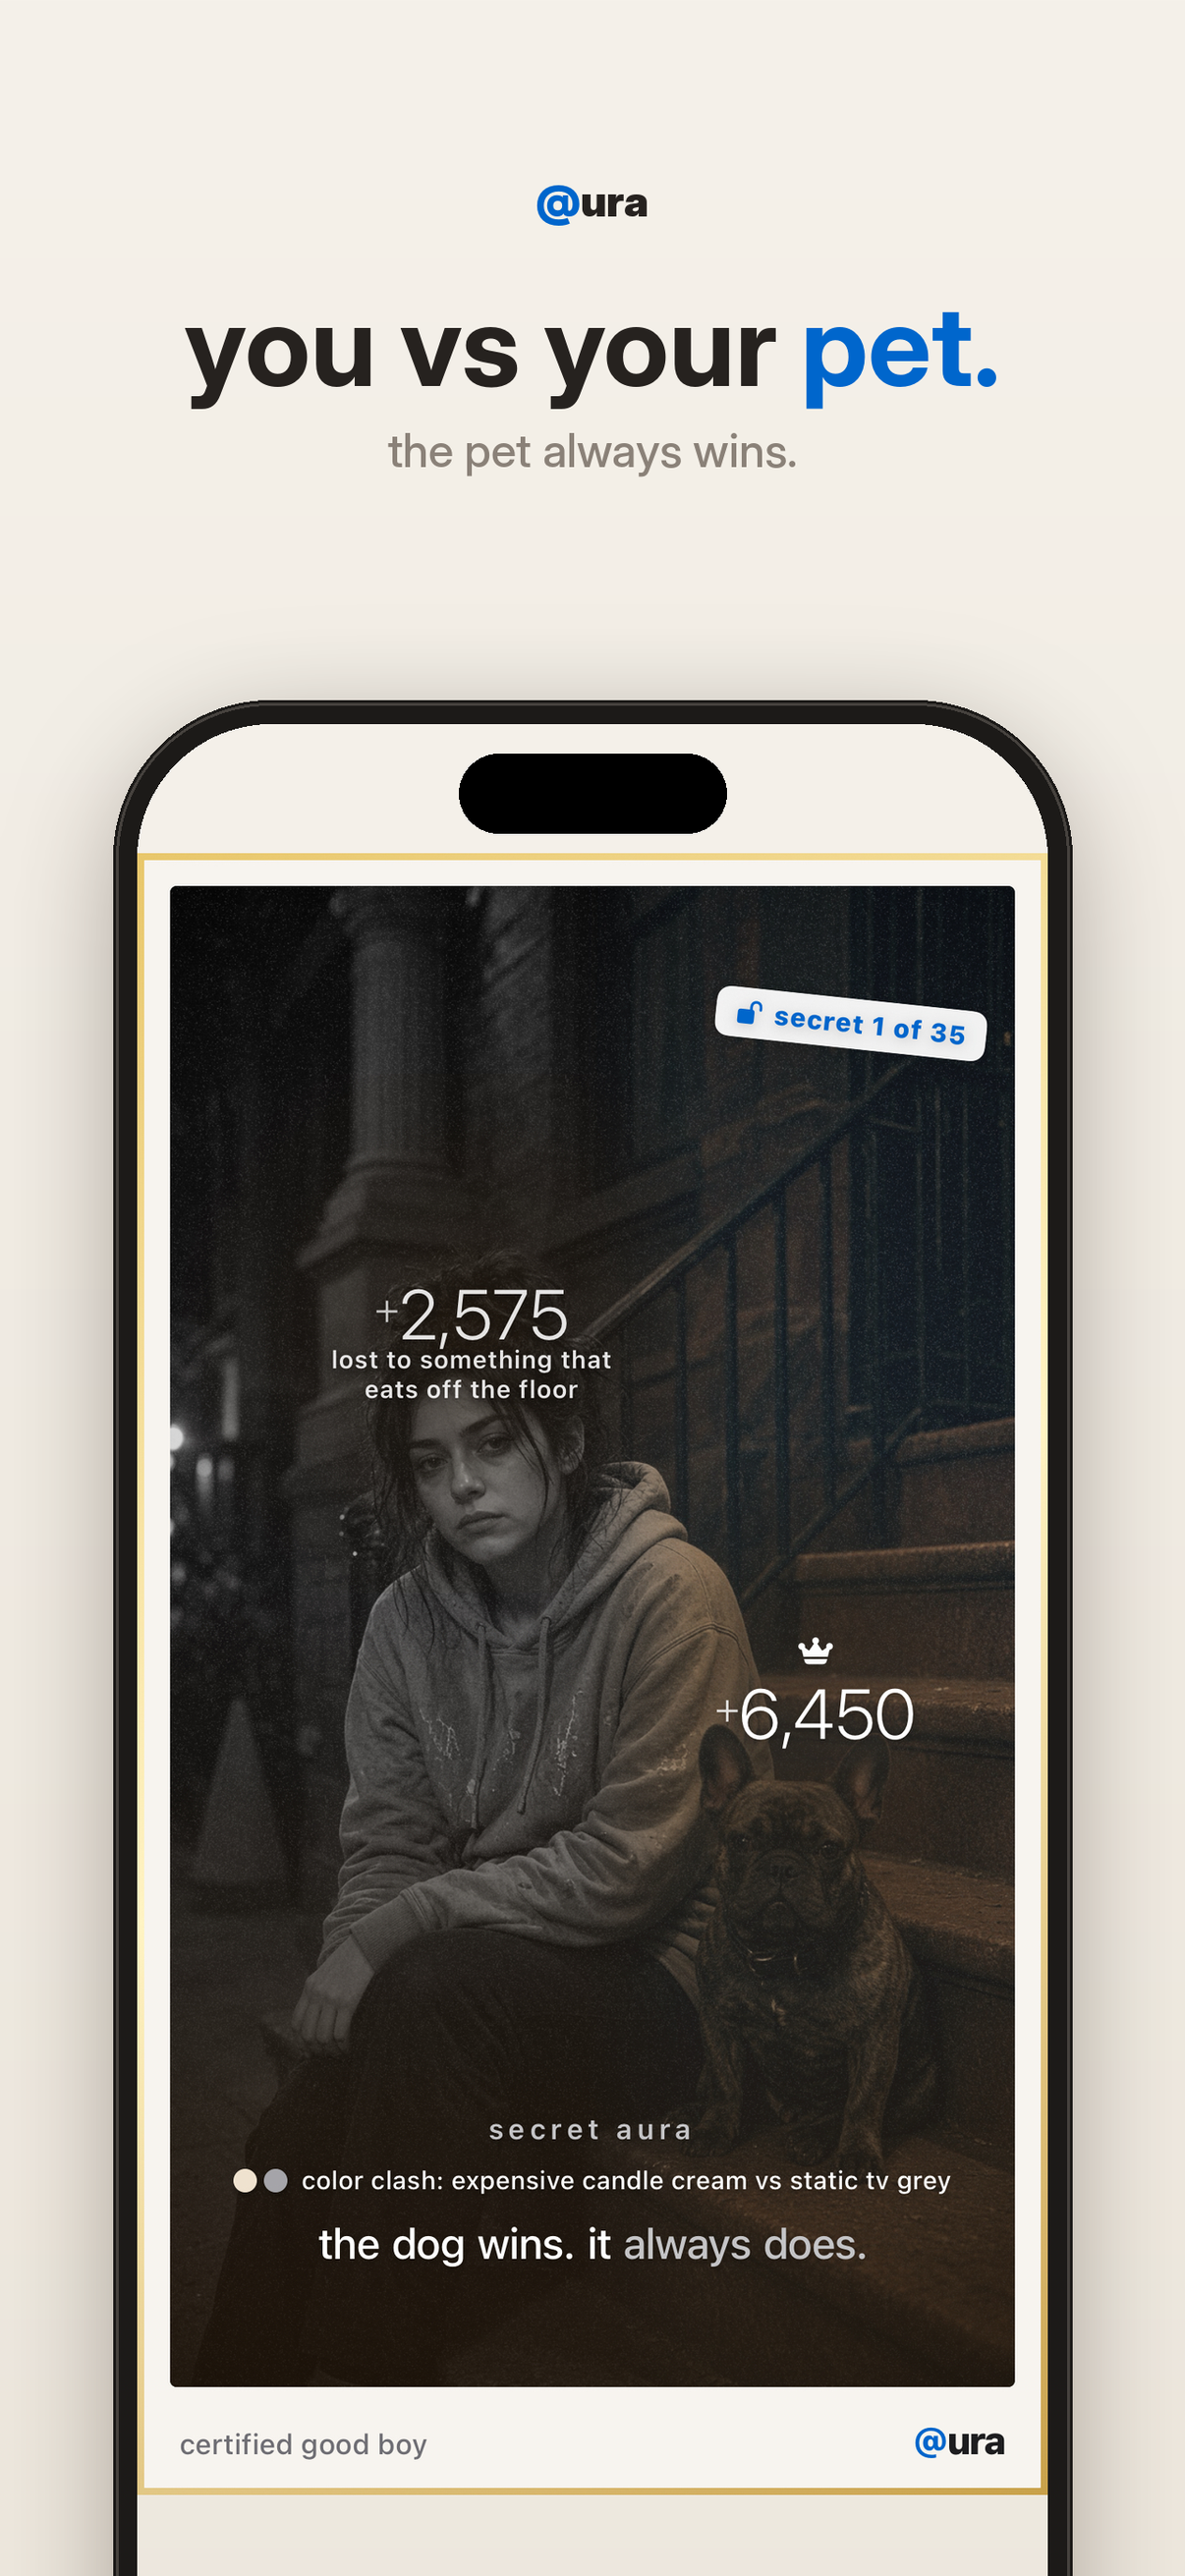 @ura
you vs your pet.
the pet always wins.
secret 1 of 35
+2,575
lost to something that
eats off the floor
+6,450
secret aura
color clash: expensive candle cream vs static tv grey
the dog wins. it always does.
certified good boy
@ura